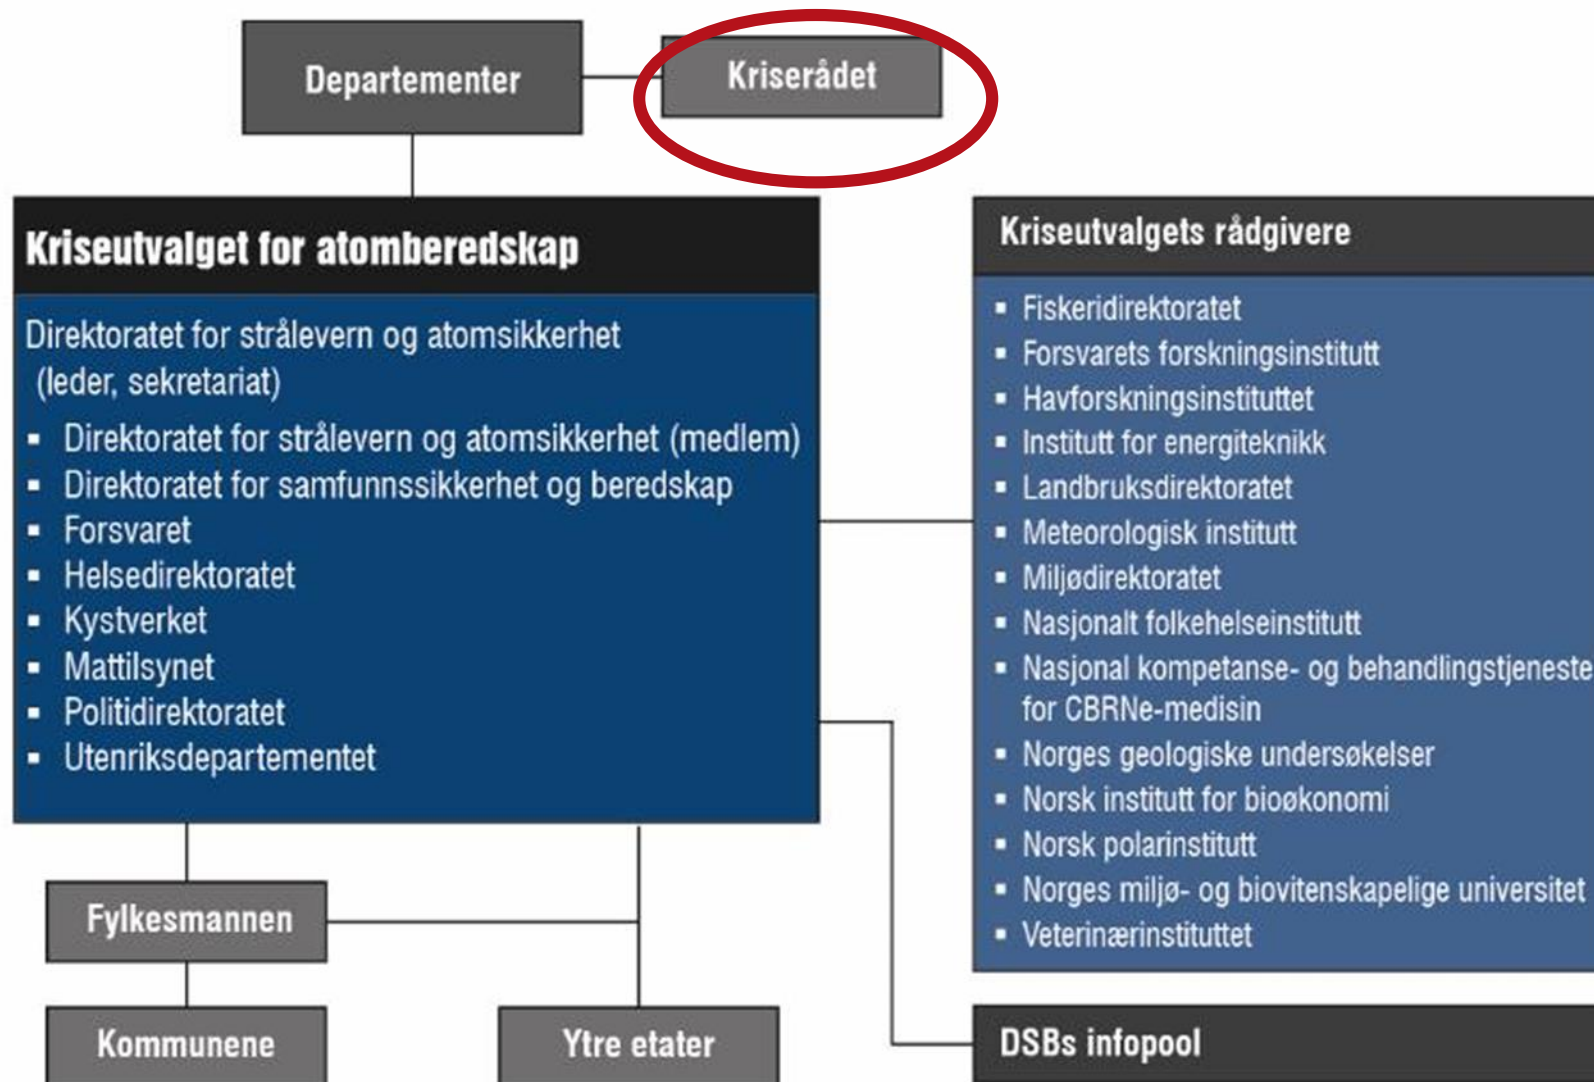 Departementer
Kriserådet
Kriseutvalget for atomberedskap
Direktoratet for strålevern og atomsikkerhet
(leder, sekretariat)
▪ Direktoratet for strålevern og atomsikkerhet (medlem)
▪ Direktoratet for samfunnssikkerhet og beredskap
▪ Forsvaret
▪ Helsedirektoratet
▪ Kystverket
▪ Mattilsynet
▪ Politidirektoratet
▪ Utenriksdepartementet
Kriseutvalgets rådgivere
▪ Fiskeridirektoratet
▪ Forsvarets forskningsinstitutt
▪ Havforskningsinstituttet
▪ Institutt for energiteknikk
▪ Landbruksdirektoratet
▪ Meteorologisk institutt
▪ Miljødirektoratet
▪ Nasjonalt folkehelseinstitutt
▪ Nasjonal kompetanse- og behandlingstjeneste
for CBRNe-medisin
▪ Norges geologiske undersøkelser
▪ Norsk institutt for bioøkonomi
▪ Norsk polarinstitutt
▪ Norges miljø- og biovitenskapelige universitet
▪ Veterinærinstituttet
Fylkesmannen
Kommunene
Ytre etater
DSBs infopool